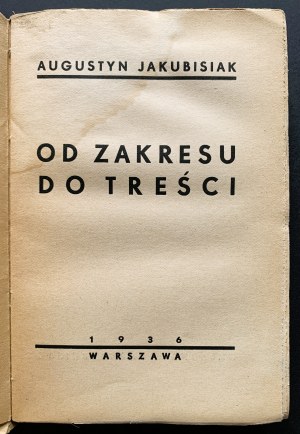 AUGUSTYN JAKUBISIAK
OD ZAKRESU
DO TREŚCI
1936
WARSZAWA